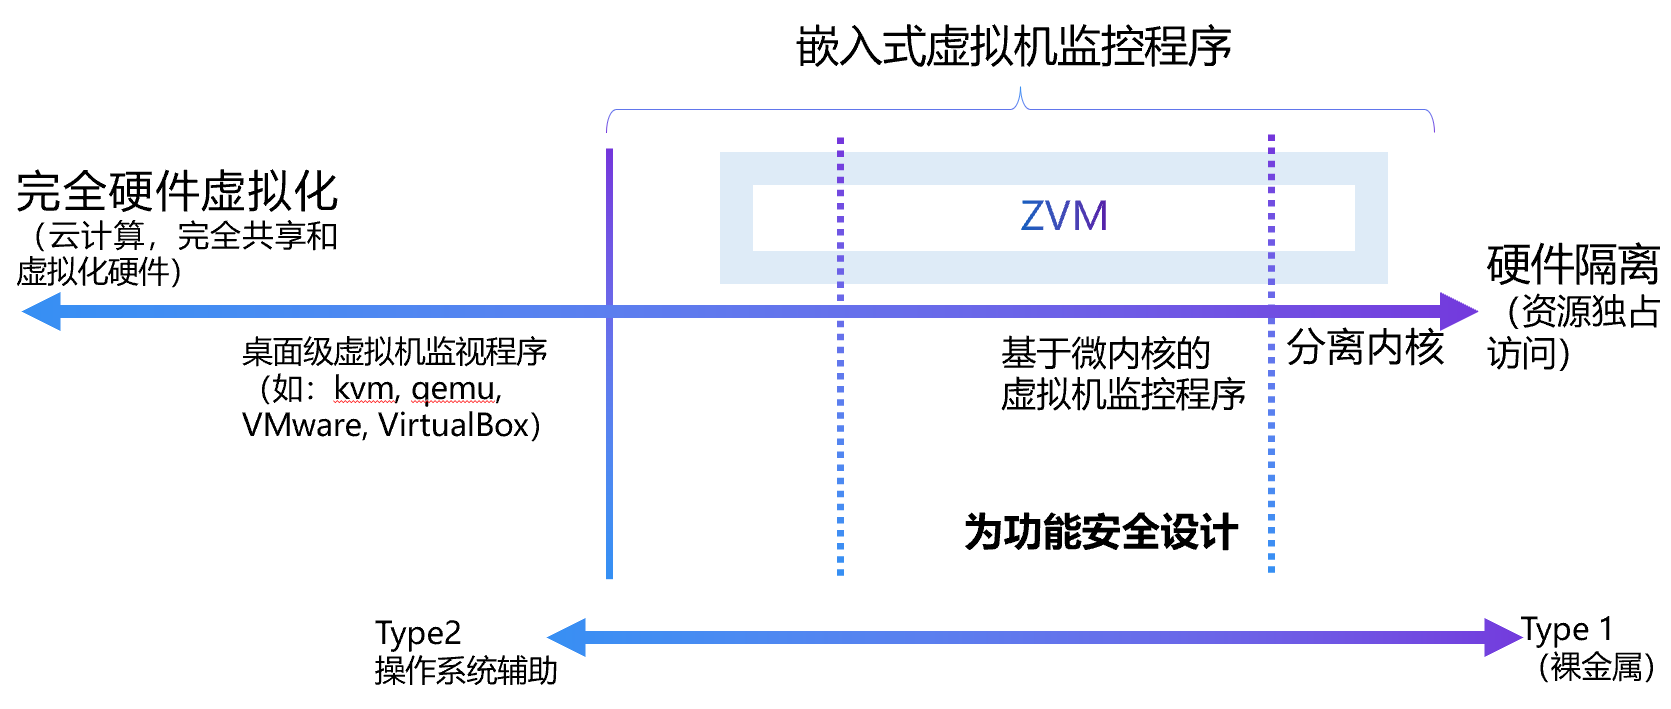 嵌入式虚拟机监控程序
完全硬件虚拟化
（云计算，完全共享和
虚拟化硬件）
ZVM
硬件隔离
（资源独占
访问）
桌面级虚拟机监视程序
（如：kvm, qemu,
VMware, VirtualBox）
基于微内核的
虚拟机监控程序
分离内核
为功能安全设计
Type2
操作系统辅助
Type 1
（裸金属）